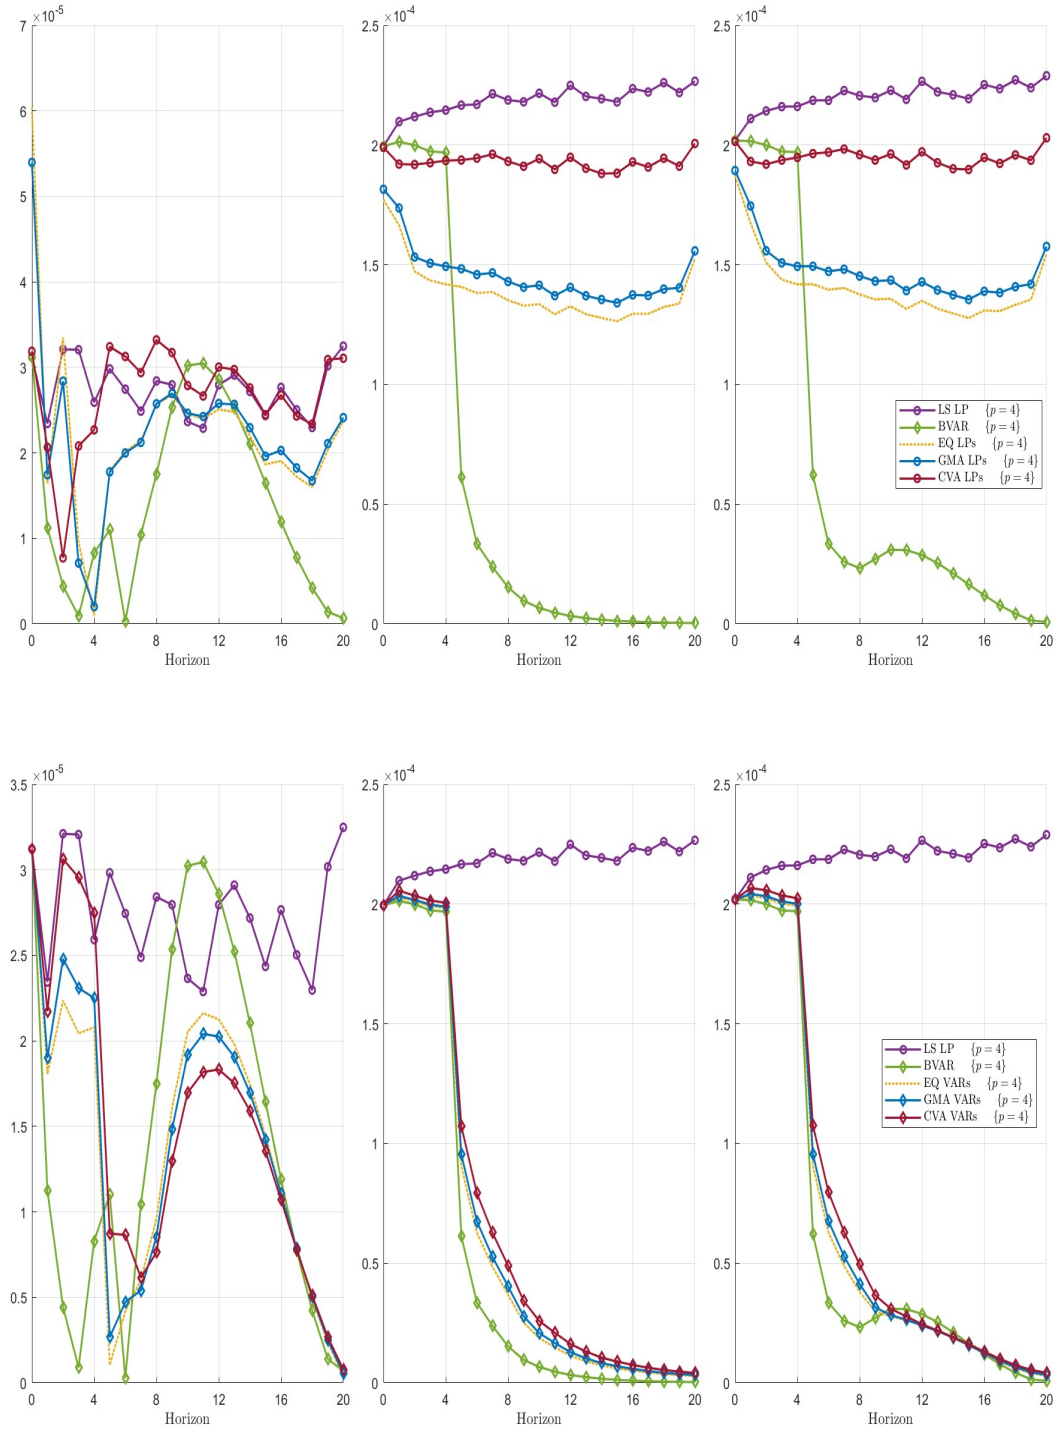 ×10-5
7
6
5
4
3
2
1
0
0 4 8 12 16 20
Horizon
×10-4
2.5
2
1.5
1
0.5
0
0 4 8 12 16 20
Horizon
×10-4
2.5
2
1.5
1
0.5
0
0 4 8 12 16 20
Horizon
LS LP {p = 4}
BVAR {p = 4}
EQ LPs {p = 4}
GMA LPs {p = 4}
CVA LPs {p = 4}
×10-5
3.5
3
2.5
2
1.5
1
0.5
0
0 4 8 12 16 20
Horizon
×10-4
2.5
2
1.5
1
0.5
0
0 4 8 12 16 20
Horizon
×10-4
2.5
2
1.5
1
0.5
0
0 4 8 12 16 20
Horizon
LS LP {p = 4}
BVAR {p = 4}
EQ VARs {p = 4}
GMA VARs {p = 4}
CVA VARs {p = 4}